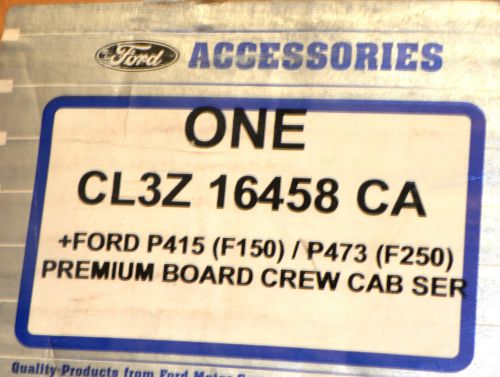 Ford ACCESSORIES
ONE
CL3Z 16458 CA
+FORD P415 (F150) / P473 (F250)
PREMIUM BOARD CREW CAB SER
Quality Products from Ford Motor